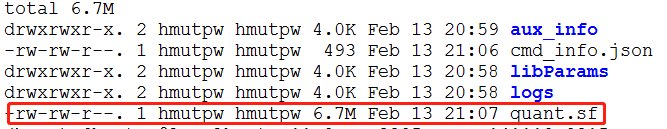 total 6.7M
drwxrwxr-x. 2 hmutpw hmutpw 4.0K Feb 13 20:59 aux_info
-rw-rw-r--. 1 hmutpw hmutpw  493 Feb 13 21:06 cmd_info.json
drwxrwxr-x. 2 hmutpw hmutpw 4.0K Feb 13 20:58 libParams
drwxrwxr-x. 2 hmutpw hmutpw 4.0K Feb 13 20:58 logs
-rw-rw-r--. 1 hmutpw hmutpw 6.7M Feb 13 21:07 quant.sf